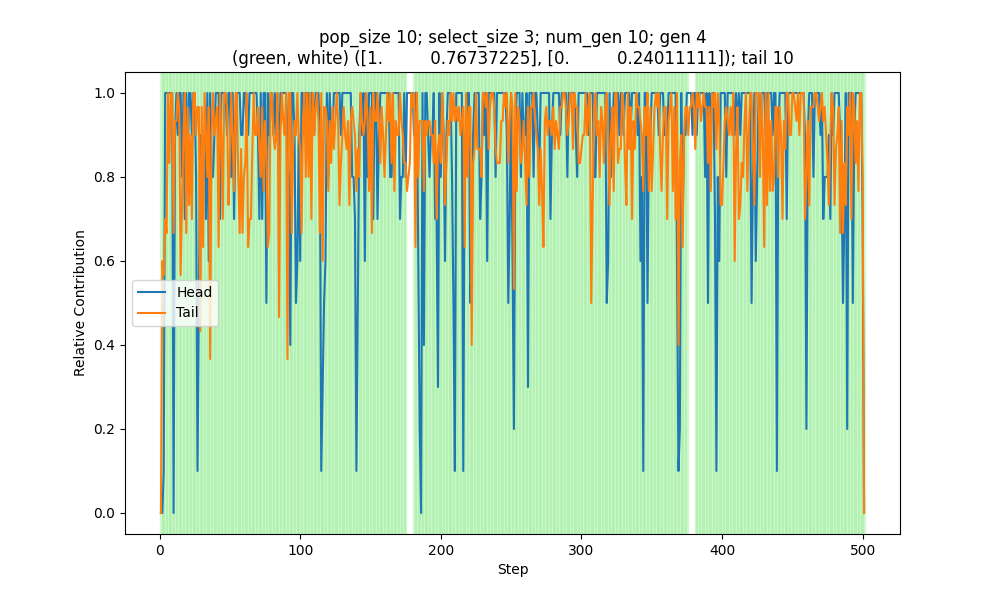 pop_size 10; select_size 3; num_gen 10; gen 4
(green, white) ([1. 0.76737225], [0. 0.24011111]); tail 10
1.0
0.8
0.6
0.4
0.2
0.0
Relative Contribution
Head
Tail
0 100 200 300 400 500
Step